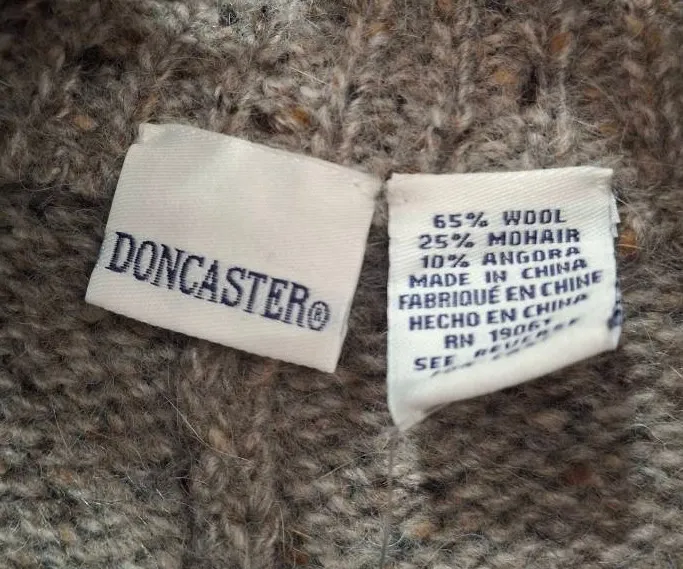 DONCASTER®
65% WOOL
25% MOHAIR
10% ANGORA
MADE IN CHINA
FABRIQUÉ EN CHINE
HECHO EN CHINA
RN 19067
SEE REVERSE